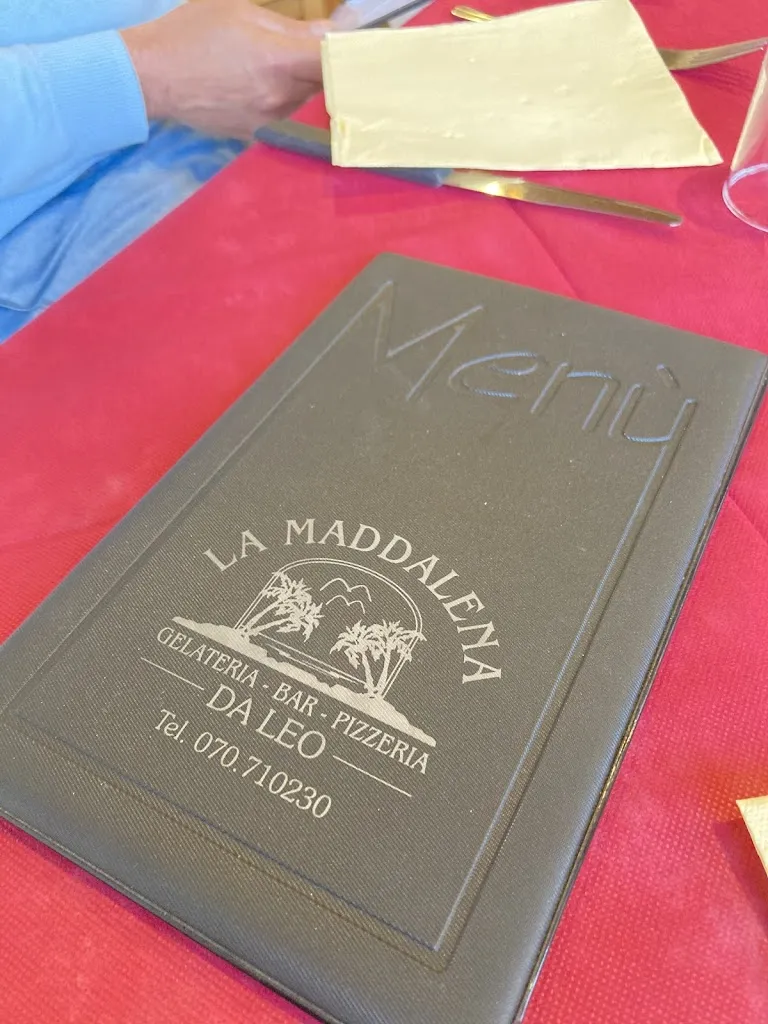 Menù
LA MADDALENA
GELATERIA - BAR - PIZZERIA
DA LEO
Tel. 070.710230